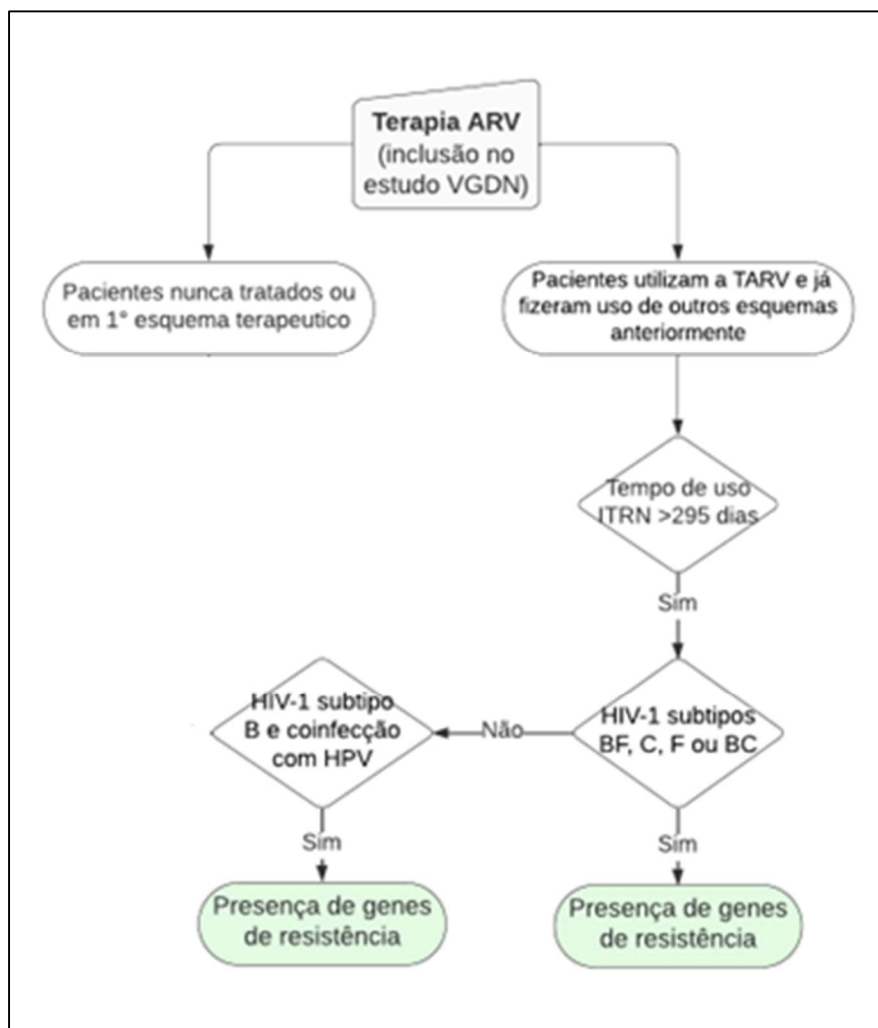 Terapia ARV
(inclusão no
estudo VGDN)
Pacientes nunca tratados ou
em 1° esquema terapeutico
Pacientes utilizam a TARV e já
fizeram uso de outros esquemas
anteriormente
Tempo de uso
ITRN >295 dias
Sim
HIV-1 subtipos
BF, C, F ou BC
Não
HIV-1 subtipo
B e coinfecção
com HPV
Sim
Sim
Presença de genes
de resistência
Presença de genes
de resistência